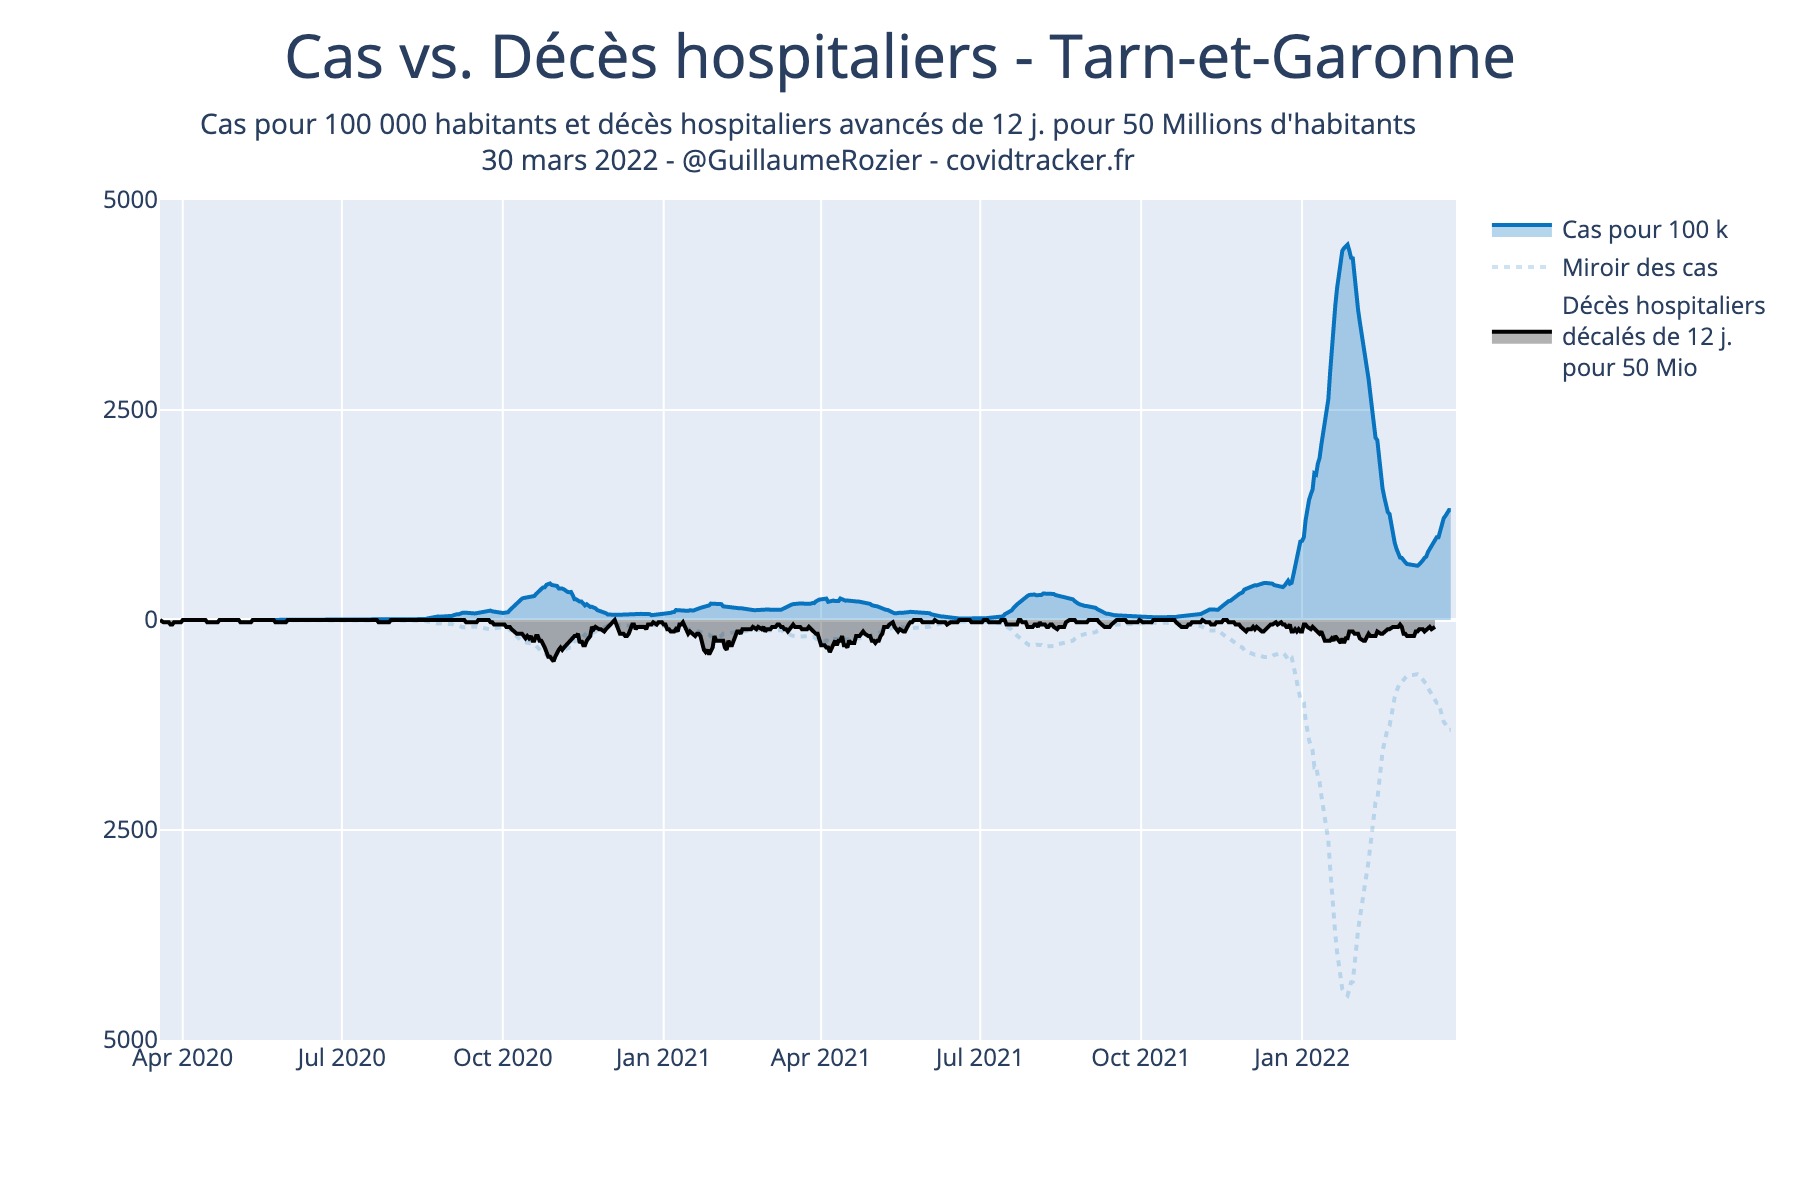 Cas vs. Décès hospitaliers - Tarn-et-Garonne
Cas pour 100 000 habitants et décès hospitaliers avancés de 12 j. pour 50 Millions d'habitants
30 mars 2022 - @GuillaumeRozier - covidtracker.fr
5000
2500
0
2500
5000
Apr 2020
Jul 2020
Oct 2020
Jan 2021
Apr 2021
Jul 2021
Oct 2021
Jan 2022
Cas pour 100 k
Miroir des cas
Décès hospitaliers
décalés de 12 j.
pour 50 Mio